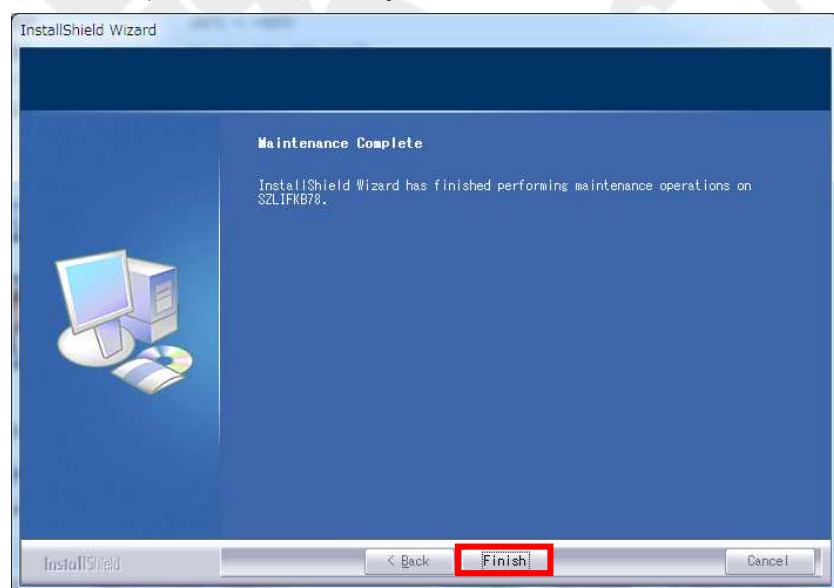 InstallShield Wizard
Maintenance Complete
InstallShield Wizard has finished performing maintenance operations on
SZLIFKB78.
InstallShield
< Back
Finish
Cancel